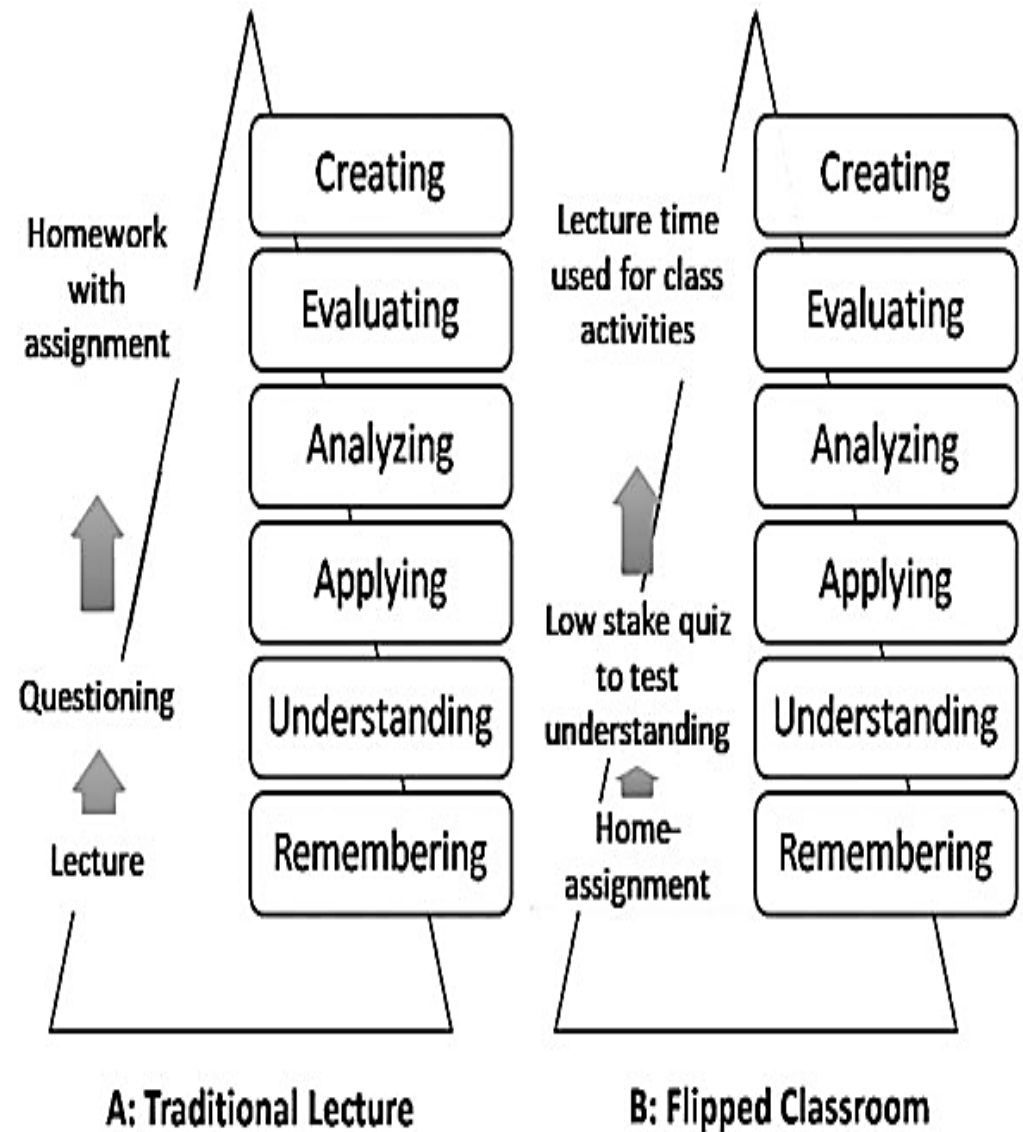 Creating
Evaluating
Analyzing
Applying
Understanding
Remembering
Homework
with
assignment
Questioning
Lecture
A: Traditional Lecture
Creating
Evaluating
Analyzing
Applying
Understanding
Remembering
Lecture time
used for class
activities
Low stake quiz
to test
understanding
Home-
assignment
B: Flipped Classroom